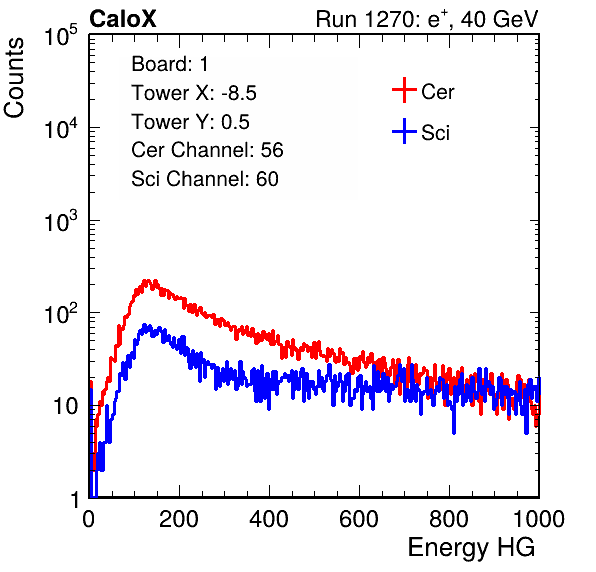 CaloX Run 1270: e⁺, 40 GeV
Counts
Board: 1
Tower X: -8.5
Tower Y: 0.5
Cer Channel: 56
Sci Channel: 60
Cer
Sci
10⁵
10⁴
10³
10²
10
1
0 200 400 600 800 1000
Energy HG